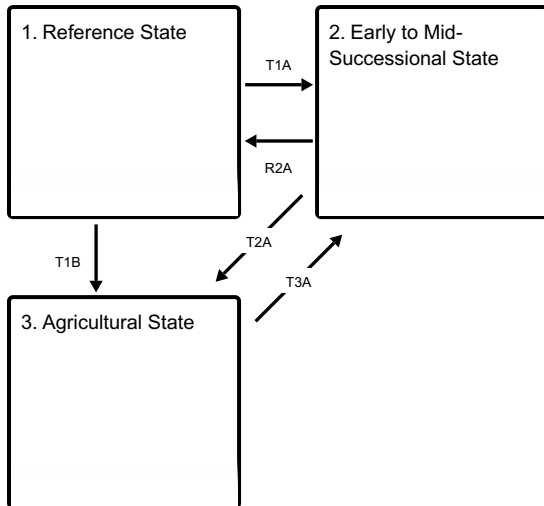 1. Reference State
2. Early to Mid-
Successional State
T1A
R2A
T1B
T2A
T3A
3. Agricultural State